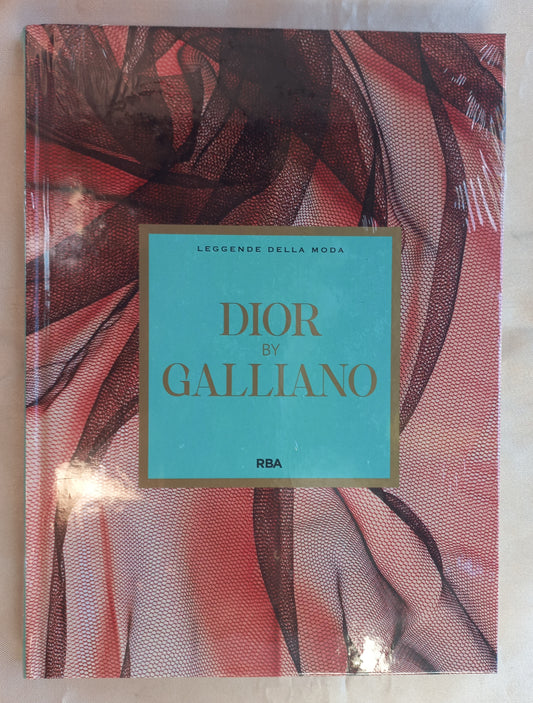 LEGGENDE DELLA MODA
DIOR
BY
GALLIANO
RBA